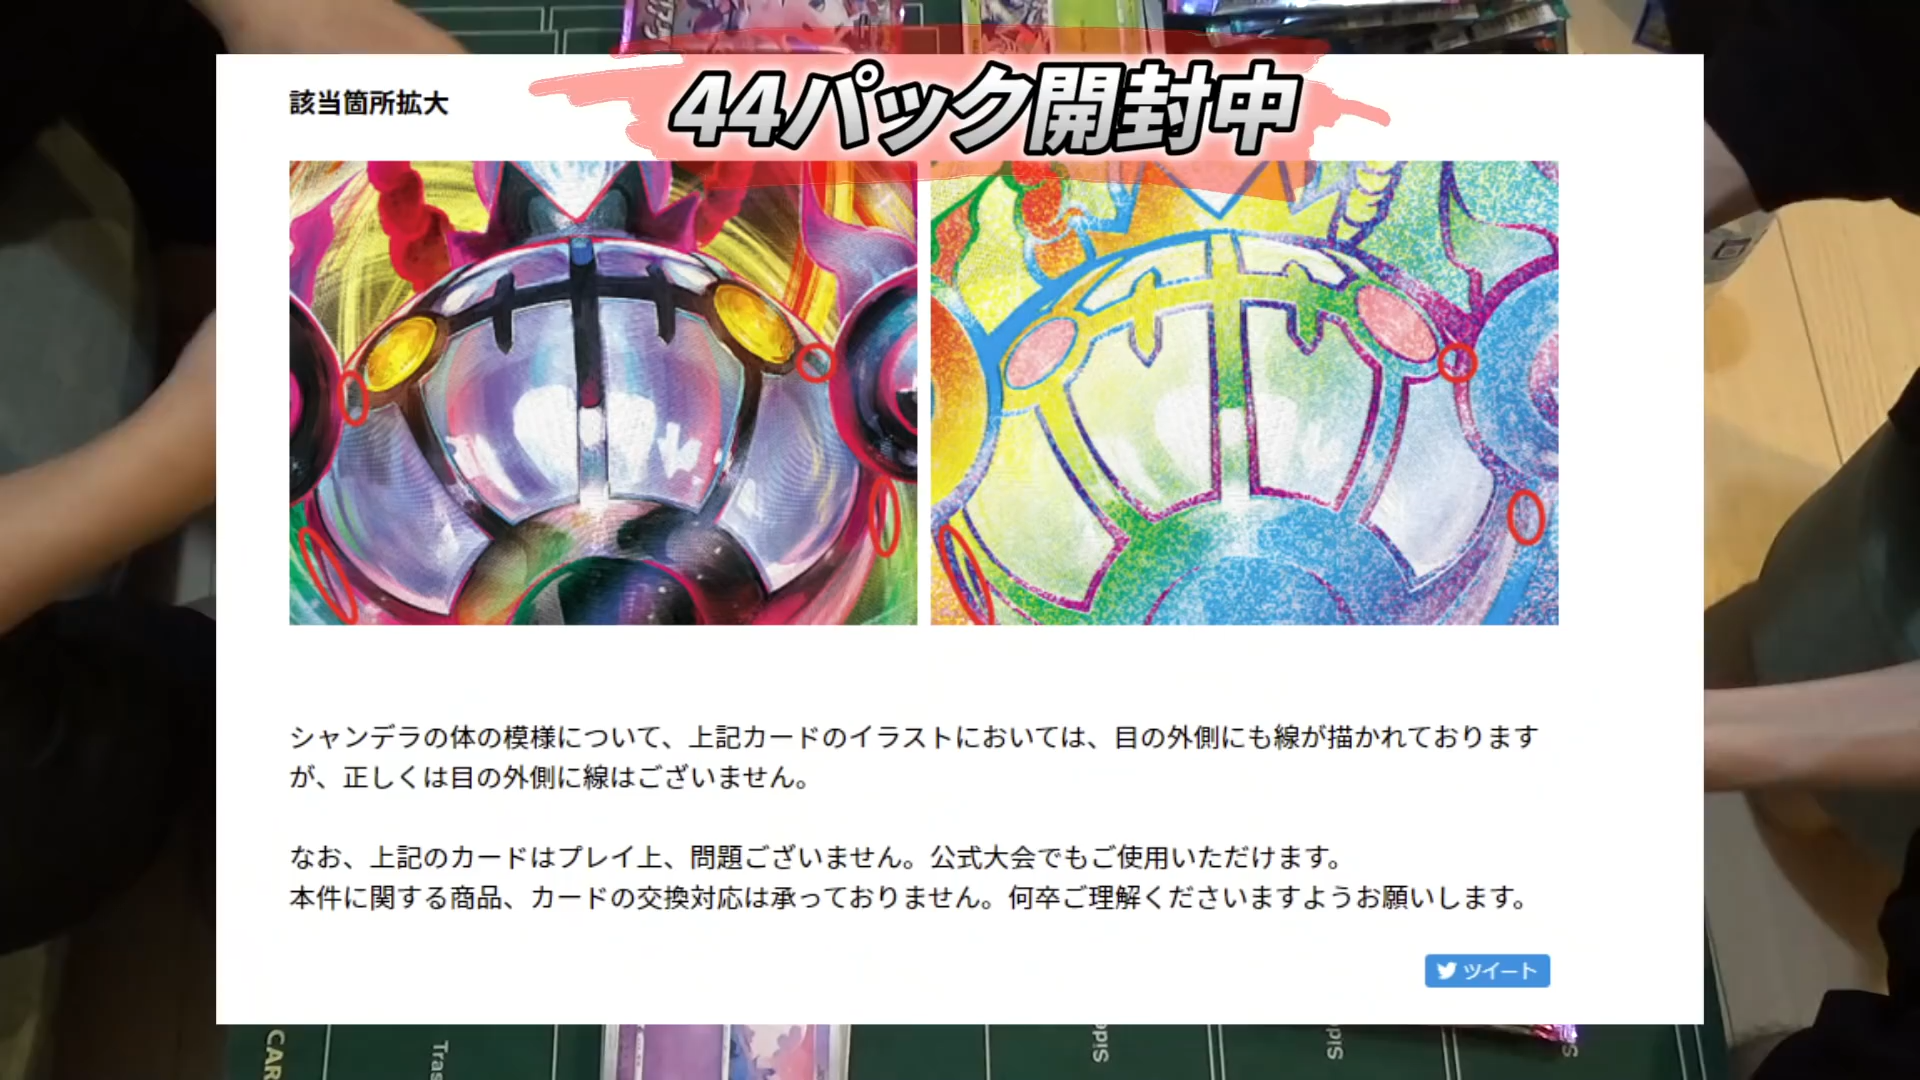 44パック開封中
該当箇所拡大
シャンデラの体の模様について、上記カードのイラストにおいては、目の外側にも線が描かれております
が、正しくは目の外側に線はございません。
なお、上記のカードはプレイ上、問題ございません。公式大会でもご使用いただけます。
本件に関する商品、カードの交換対応は承っておりません。何卒ご理解くださいますようお願いします。
ツイート
CAR
Tras
Side
Side
S